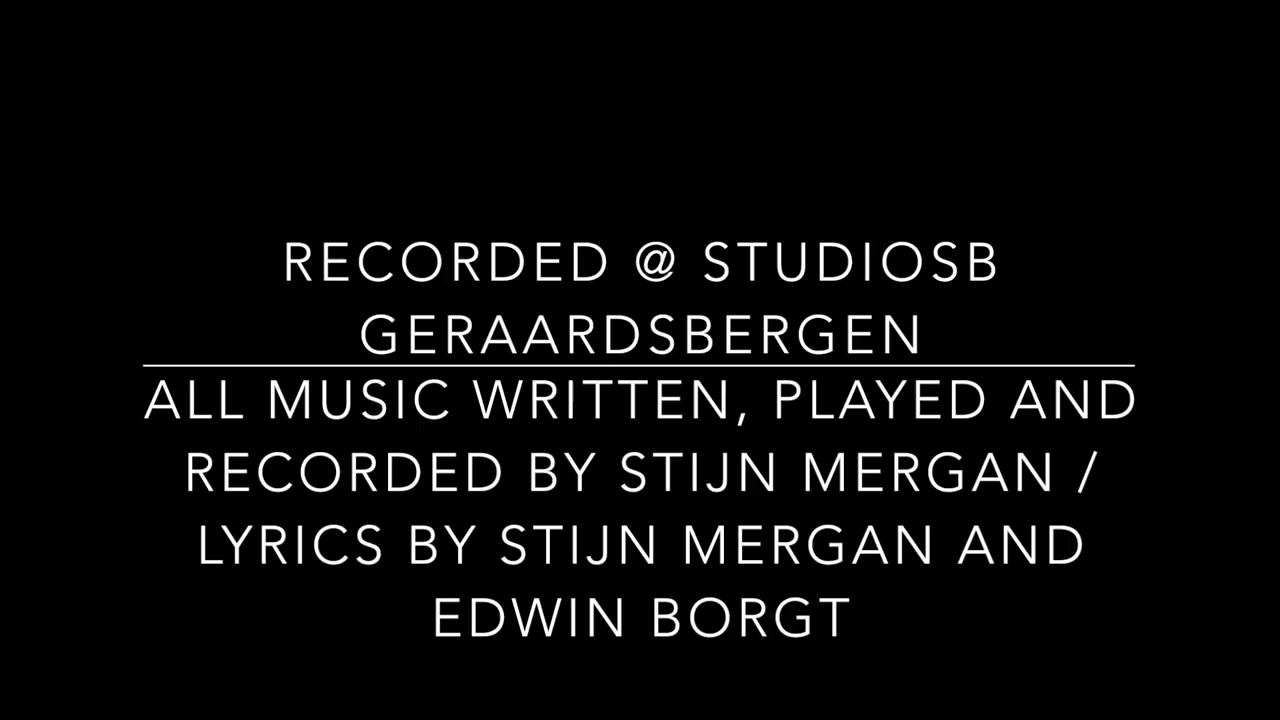 RECORDED @ STUDIOSB
GERAARDSBERGEN
ALL MUSIC WRITTEN, PLAYED AND
RECORDED BY STIJN MERGAN /
LYRICS BY STIJN MERGAN AND
EDWIN BORGT